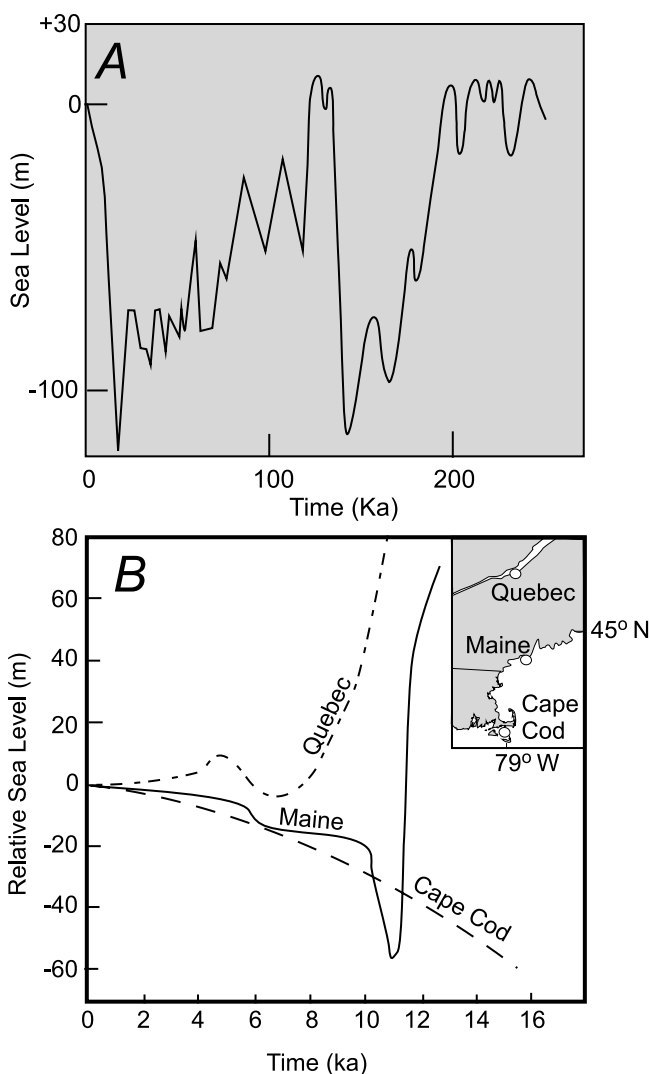 A
+30
0
-100
Sea Level (m)
0
100
200
Time (Ka)
B
80
60
40
20
0
-20
-40
-60
Relative Sea Level (m)
Quebec
Maine
Cape Cod
Quebec
Maine
Cape
Cod
45° N
79° W
0
2
4
6
8
10
12
14
16
Time (ka)